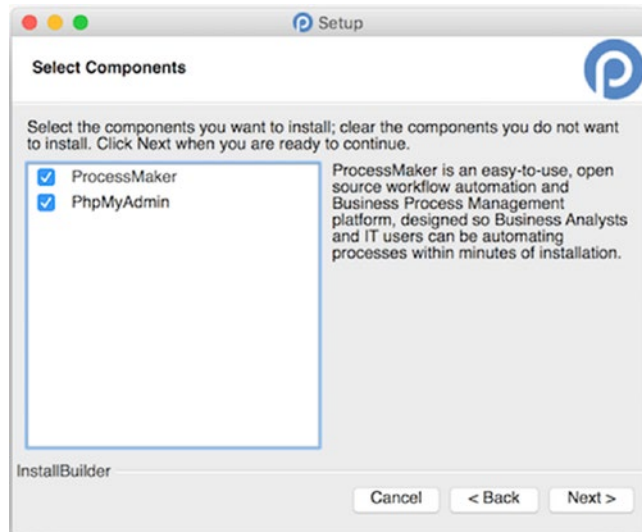 Setup
Select Components
Select the components you want to install; clear the components you do not want
to install. Click Next when you are ready to continue.
ProcessMaker
PhpMyAdmin
ProcessMaker is an easy-to-use, open
source workflow automation and
Business Process Management
platform, designed so Business Analysts
and IT users can be automating
processes within minutes of installation.
InstallBuilder
Cancel
< Back
Next >